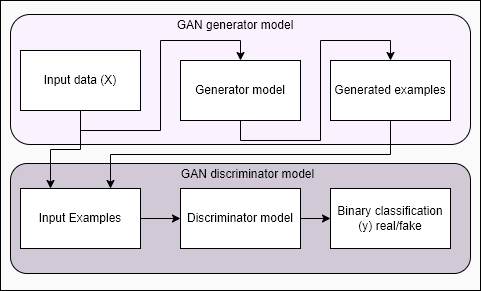 GAN generator model
Input data (X)
Generator model
Generated examples
GAN discriminator model
Input Examples
Discriminator model
Binary classification
(y) real/fake